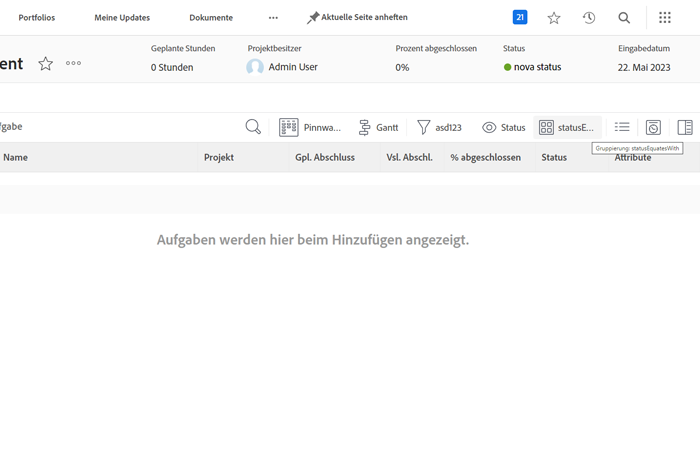 Portfolios Meine Updates Dokumente ••• Aktuelle Seite anheften 21
ent Geplante Stunden Projektbesitzer Prozent abgeschlossen Status Eingabedatum
0 Stunden Admin User 0% nova status 22. Mai 2023
fgabe Pinnwa... Gantt asd123 Status statusE...
Gruppierung: statusEquatesWith
Name Projekt Gpl. Abschluss Vsl. Abschl. % abgeschlossen Status Attribute
Aufgaben werden hier beim Hinzufügen angezeigt.